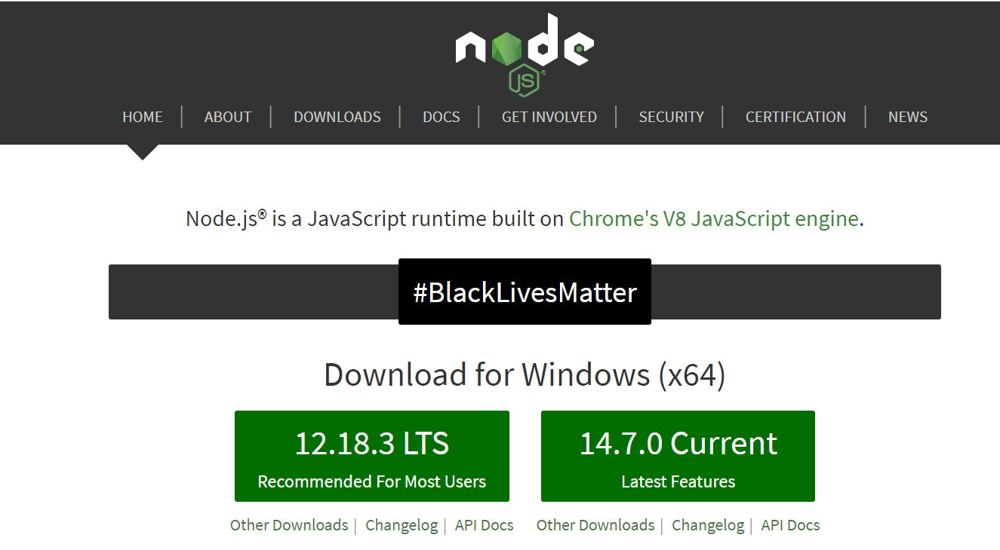 node
JS®
HOME | ABOUT | DOWNLOADS | DOCS | GET INVOLVED | SECURITY | CERTIFICATION | NEWS
Node.js® is a JavaScript runtime built on Chrome's V8 JavaScript engine.
#BlackLivesMatter
Download for Windows (x64)
12.18.3 LTS
Recommended For Most Users
14.7.0 Current
Latest Features
Other Downloads | Changelog | API Docs
Other Downloads | Changelog | API Docs